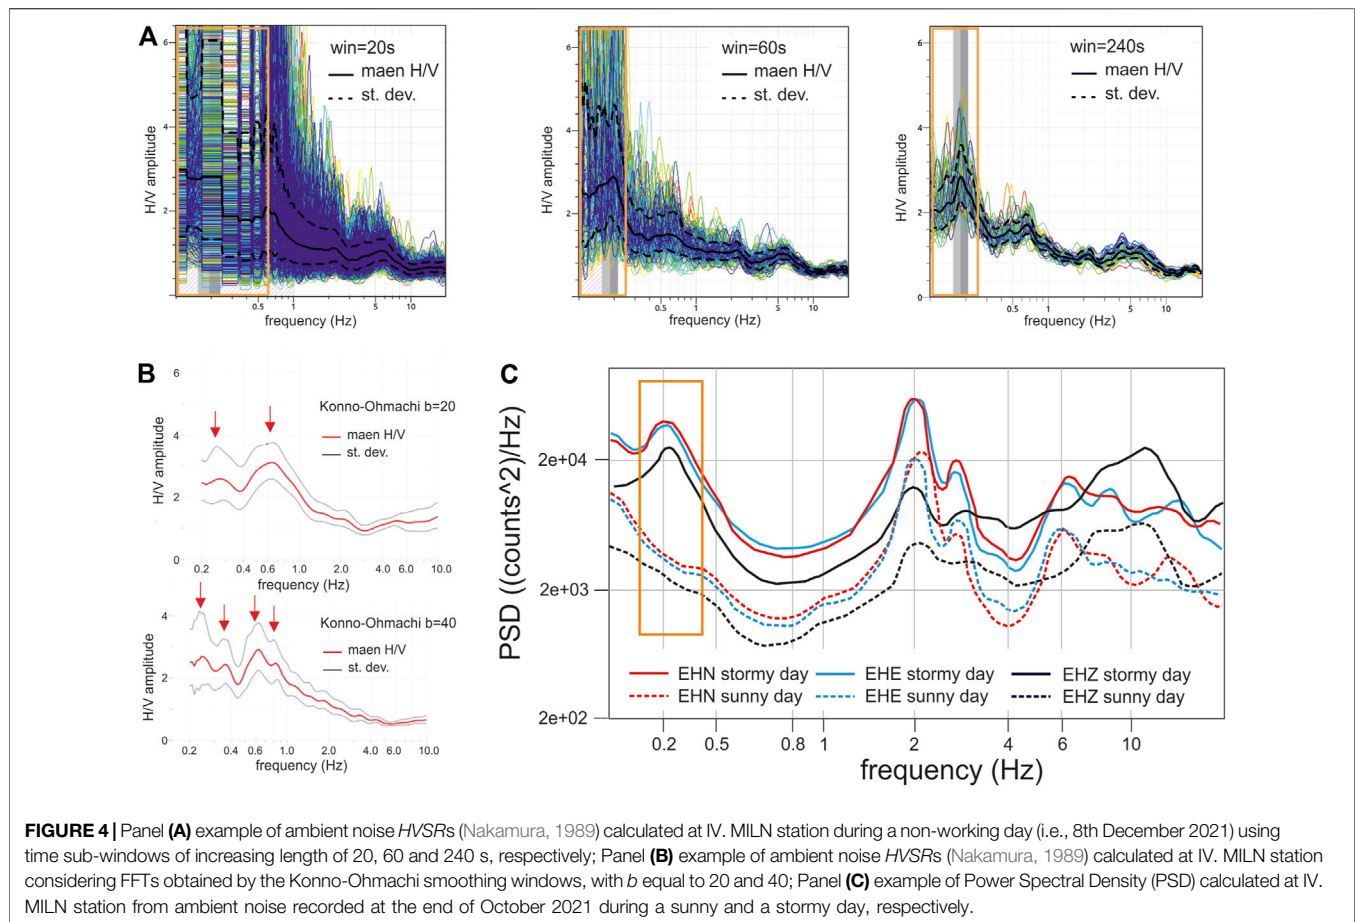 A
win=20s
maen H/V
st. dev.
H/V amplitude
6
4
2
0.5 1 5 10
frequency (Hz)
win=60s
maen H/V
st. dev.
H/V amplitude
6
4
2
0.5 1 5 10
frequency (Hz)
win=240s
maen H/V
st. dev.
H/V amplitude
6
4
2
0.5 1 5 10
frequency (Hz)
B
Konno-Ohmachi b=20
maen H/V
st. dev.
H/V amplitude
6
4
2
0
0.2 0.4 0.6 1.0 2.0 4.0 6.0 10.0
frequency (Hz)
Konno-Ohmachi b=40
maen H/V
st. dev.
H/V amplitude
4
2
0
0.2 0.4 0.6 1.0 2.0 4.0 6.0 10.0
frequency (Hz)
C
PSD ((counts^2)/Hz)
2e+04
2e+03
2e+02
EHN stormy day EHE stormy day EHZ stormy day
EHN sunny day EHE sunny day EHZ sunny day
0.2 0.5 0.8 1 2 4 6 10
frequency (Hz)
FIGURE 4 | Panel (A) example of ambient noise HVSRs (Nakamura, 1989) calculated at IV. MILN station during a non-working day (i.e., 8th December 2021) using
time sub-windows of increasing length of 20, 60 and 240 s, respectively; Panel (B) example of ambient noise HVSRs (Nakamura, 1989) calculated at IV. MILN station
considering FFTs obtained by the Konno-Ohmachi smoothing windows, with b equal to 20 and 40; Panel (C) example of Power Spectral Density (PSD) calculated at IV.
MILN station from ambient noise recorded at the end of October 2021 during a sunny and a stormy day, respectively.